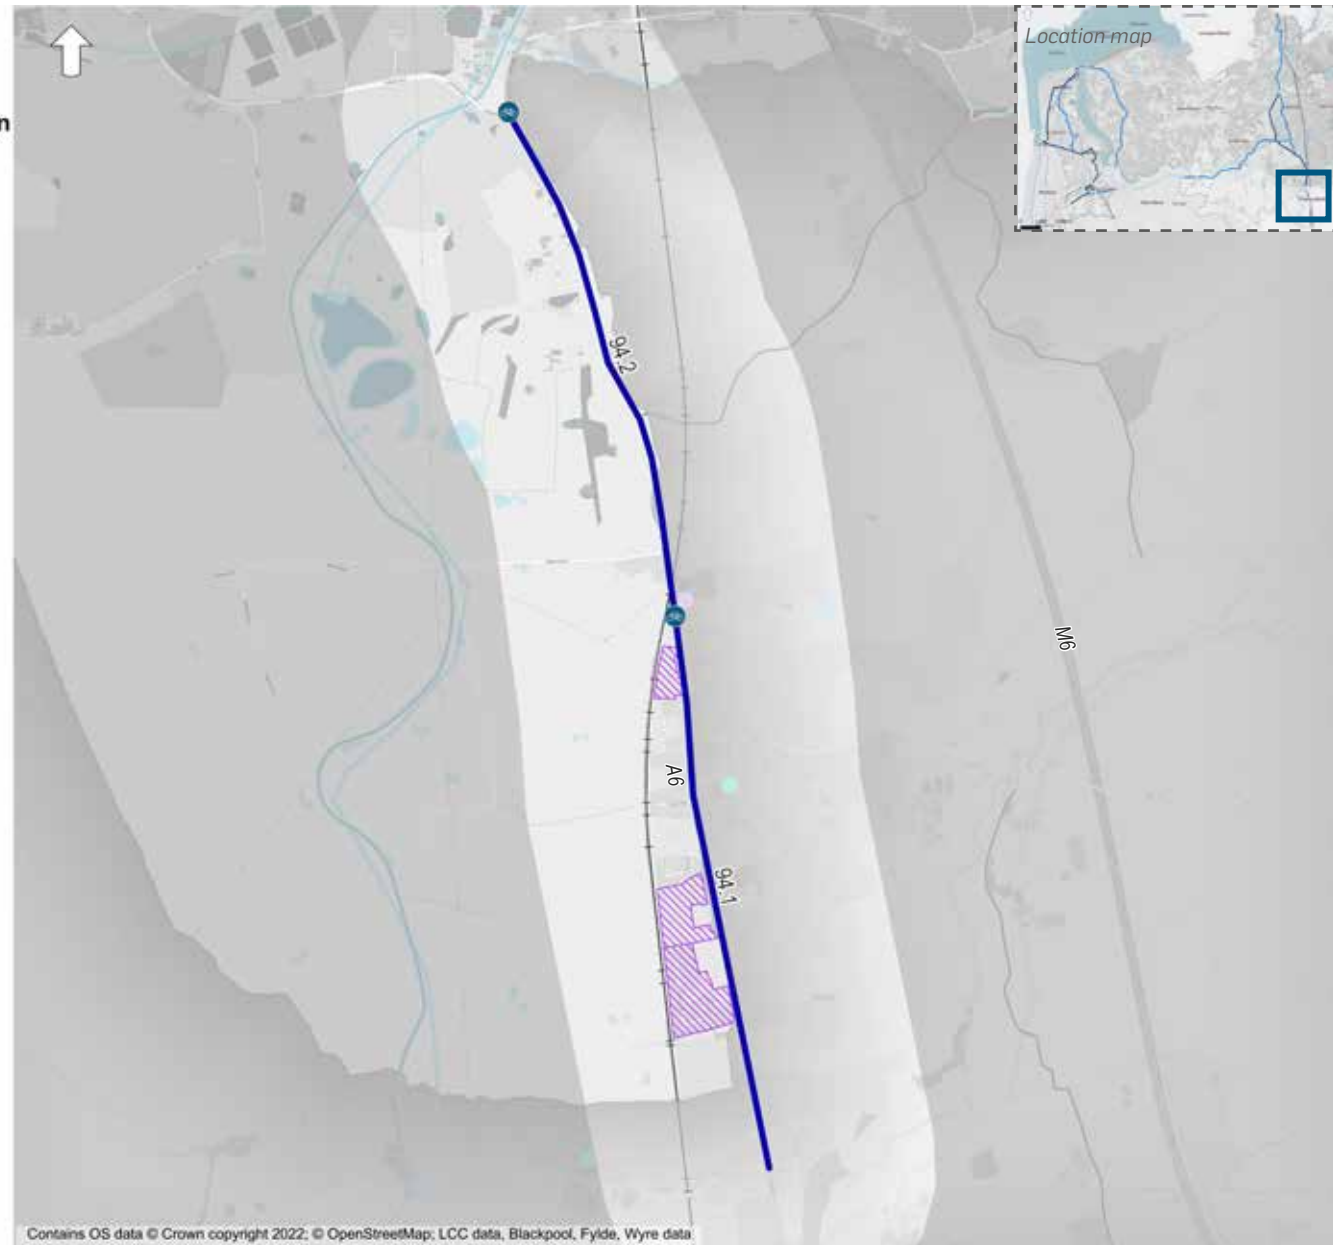 Location map
n
94.2
M6
A6
94.1
Contains OS data © Crown copyright 2022; © OpenStreetMap; LCC data, Blackpool, Fylde, Wyre data